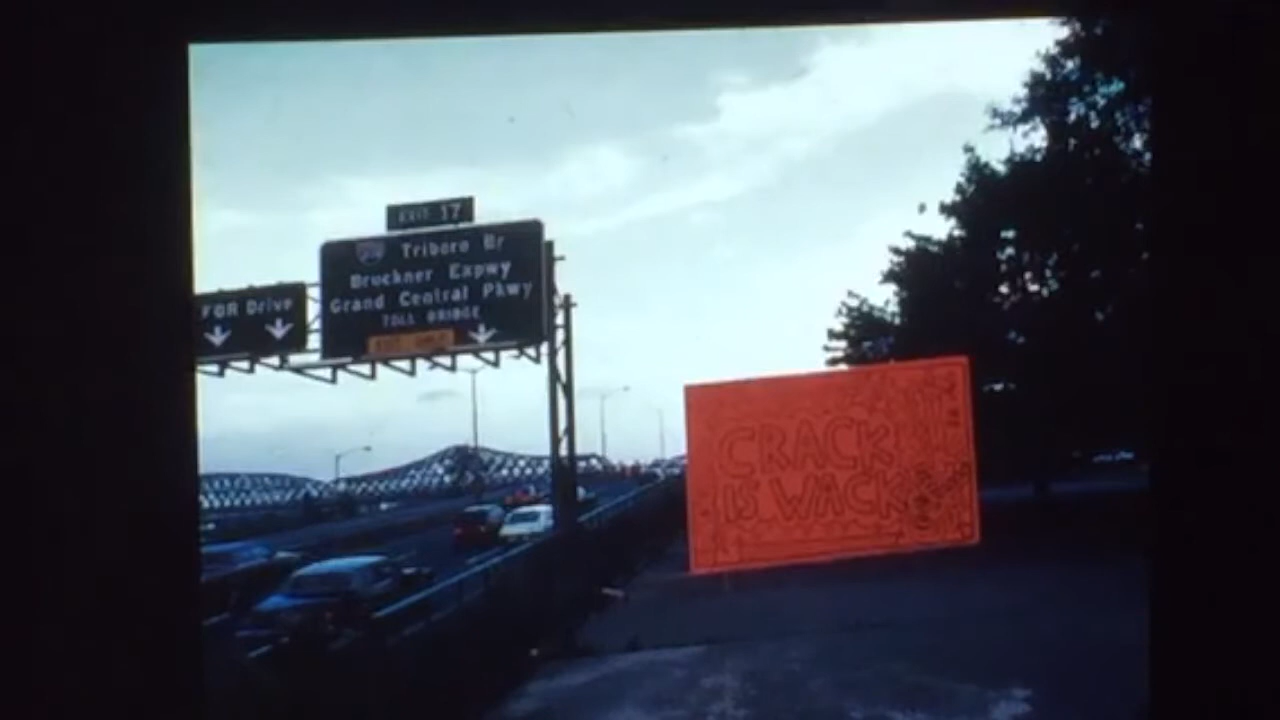 EXIT 17
Triboro Br
Bruckner Expwy
Grand Central Pkwy
TOLL BRIDGE
FDR Drive
CRACK
IS WACK